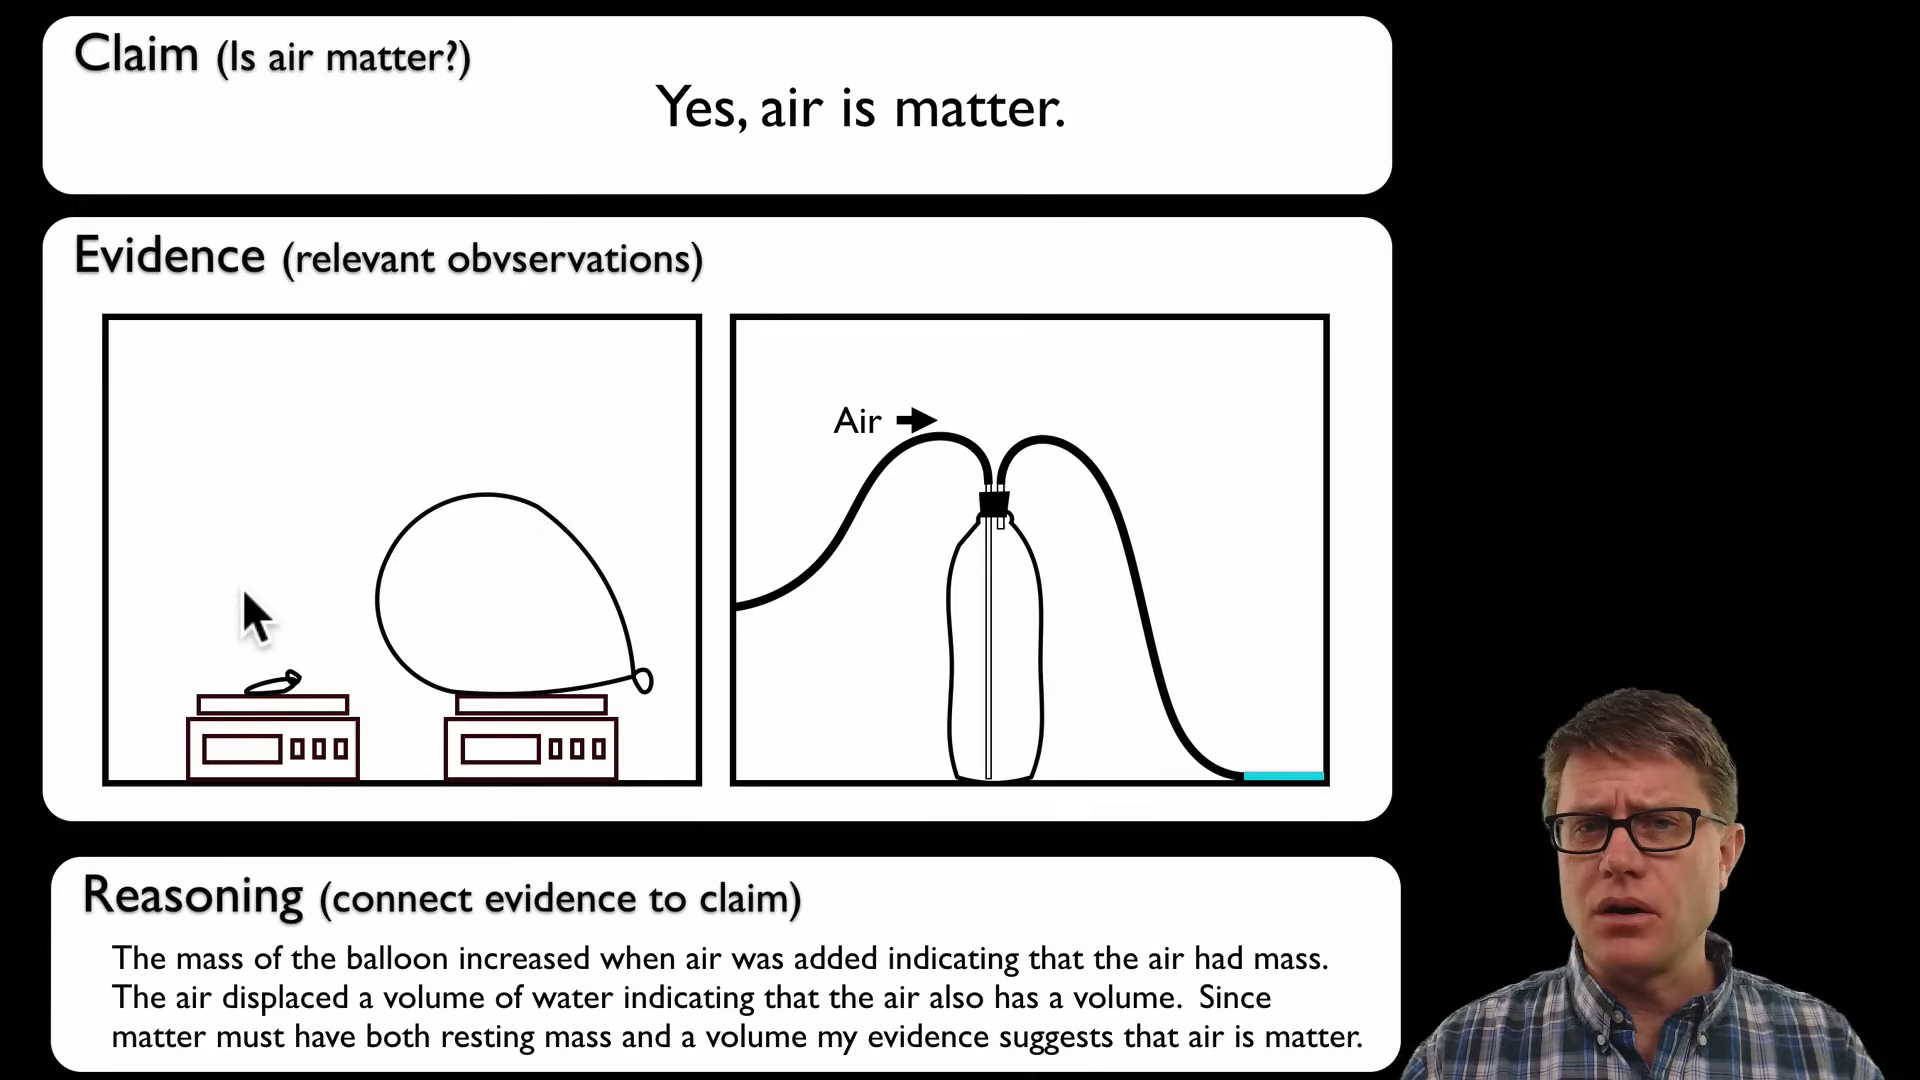 Claim (Is air matter?)
Yes, air is matter.
Evidence (relevant obvservations)
Air
Reasoning (connect evidence to claim)
The mass of the balloon increased when air was added indicating that the air had mass.
The air displaced a volume of water indicating that the air also has a volume. Since
matter must have both resting mass and a volume my evidence suggests that air is matter.